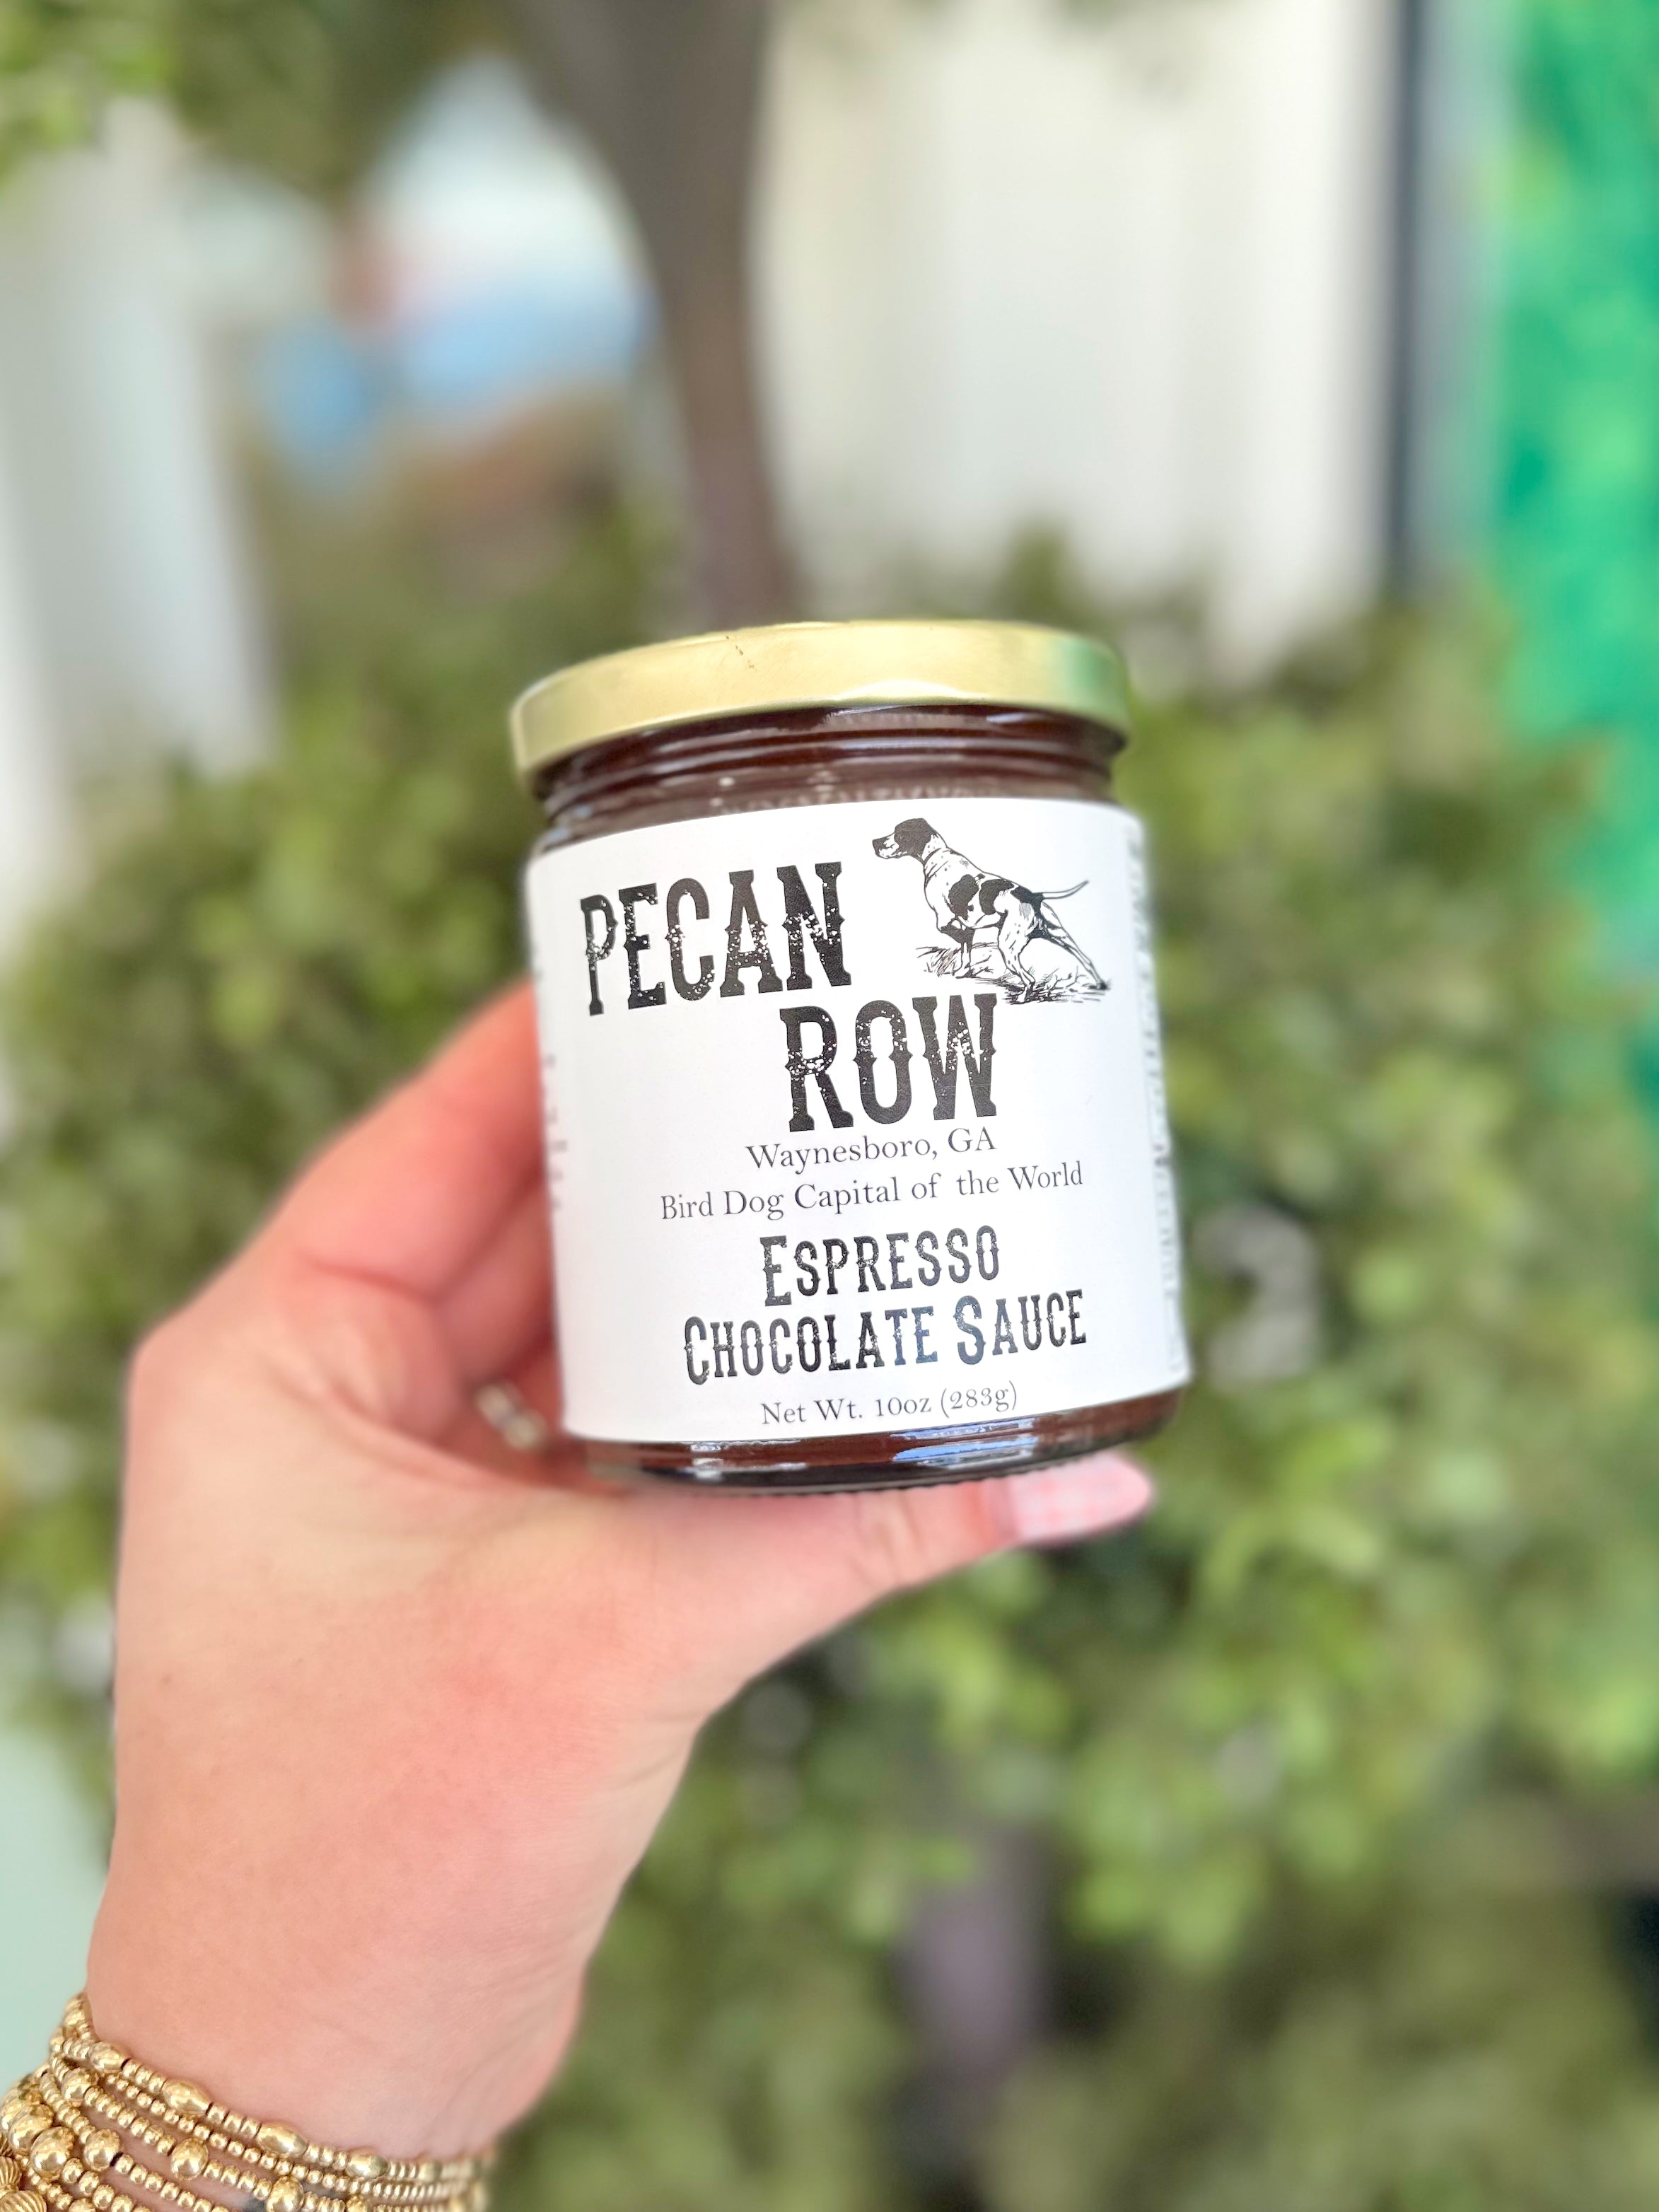 PECAN
ROW
Waynesboro, GA
Bird Dog Capital of the World
ESPRESSO
CHOCOLATE SAUCE
Net Wt. 10oz (283g)